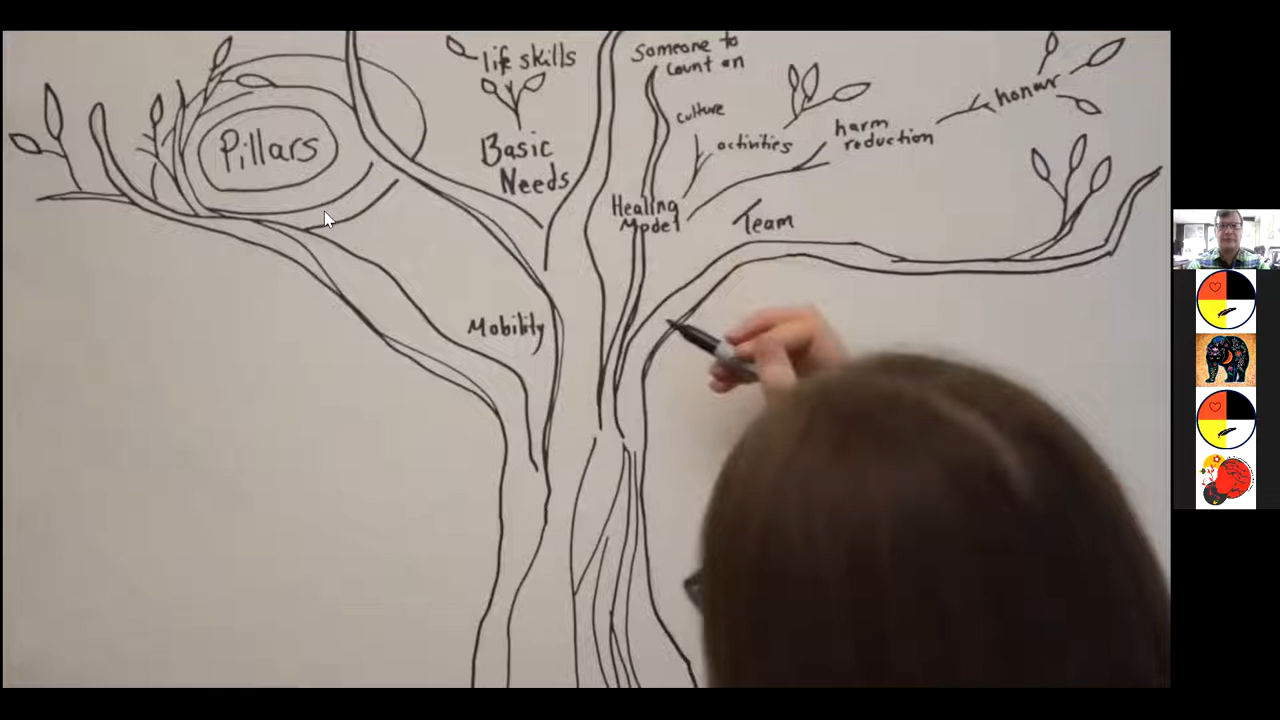 Pillars
life skills
Basic
Needs
Mobility
Someone to
count on
culture
activities
harm
reduction
honour
Healing
Model
Team